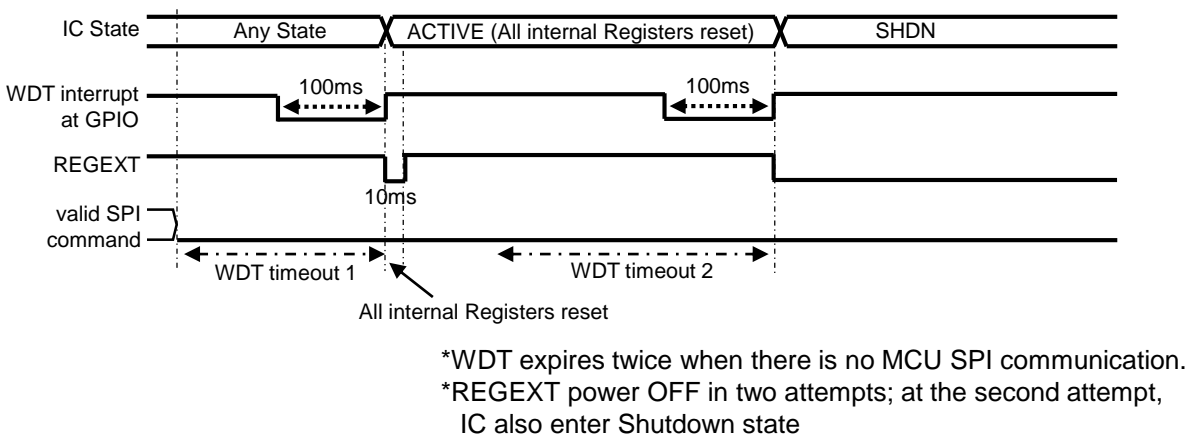 IC State
Any State
ACTIVE (All internal Registers reset)
SHDN
WDT interrupt
at GPIO
100ms
100ms
REGEXT
10ms
valid SPI
command
WDT timeout 1
WDT timeout 2
All internal Registers reset
*WDT expires twice when there is no MCU SPI communication.
*REGEXT power OFF in two attempts; at the second attempt,
IC also enter Shutdown state